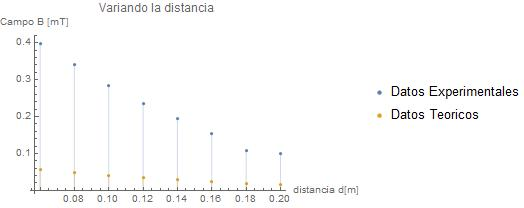 Variando la distancia
Campo B [mT]
0.4
0.3
0.2
0.1
0.08 0.10 0.12 0.14 0.16 0.18 0.20
distancia d[m]
Datos Experimentales
Datos Teoricos